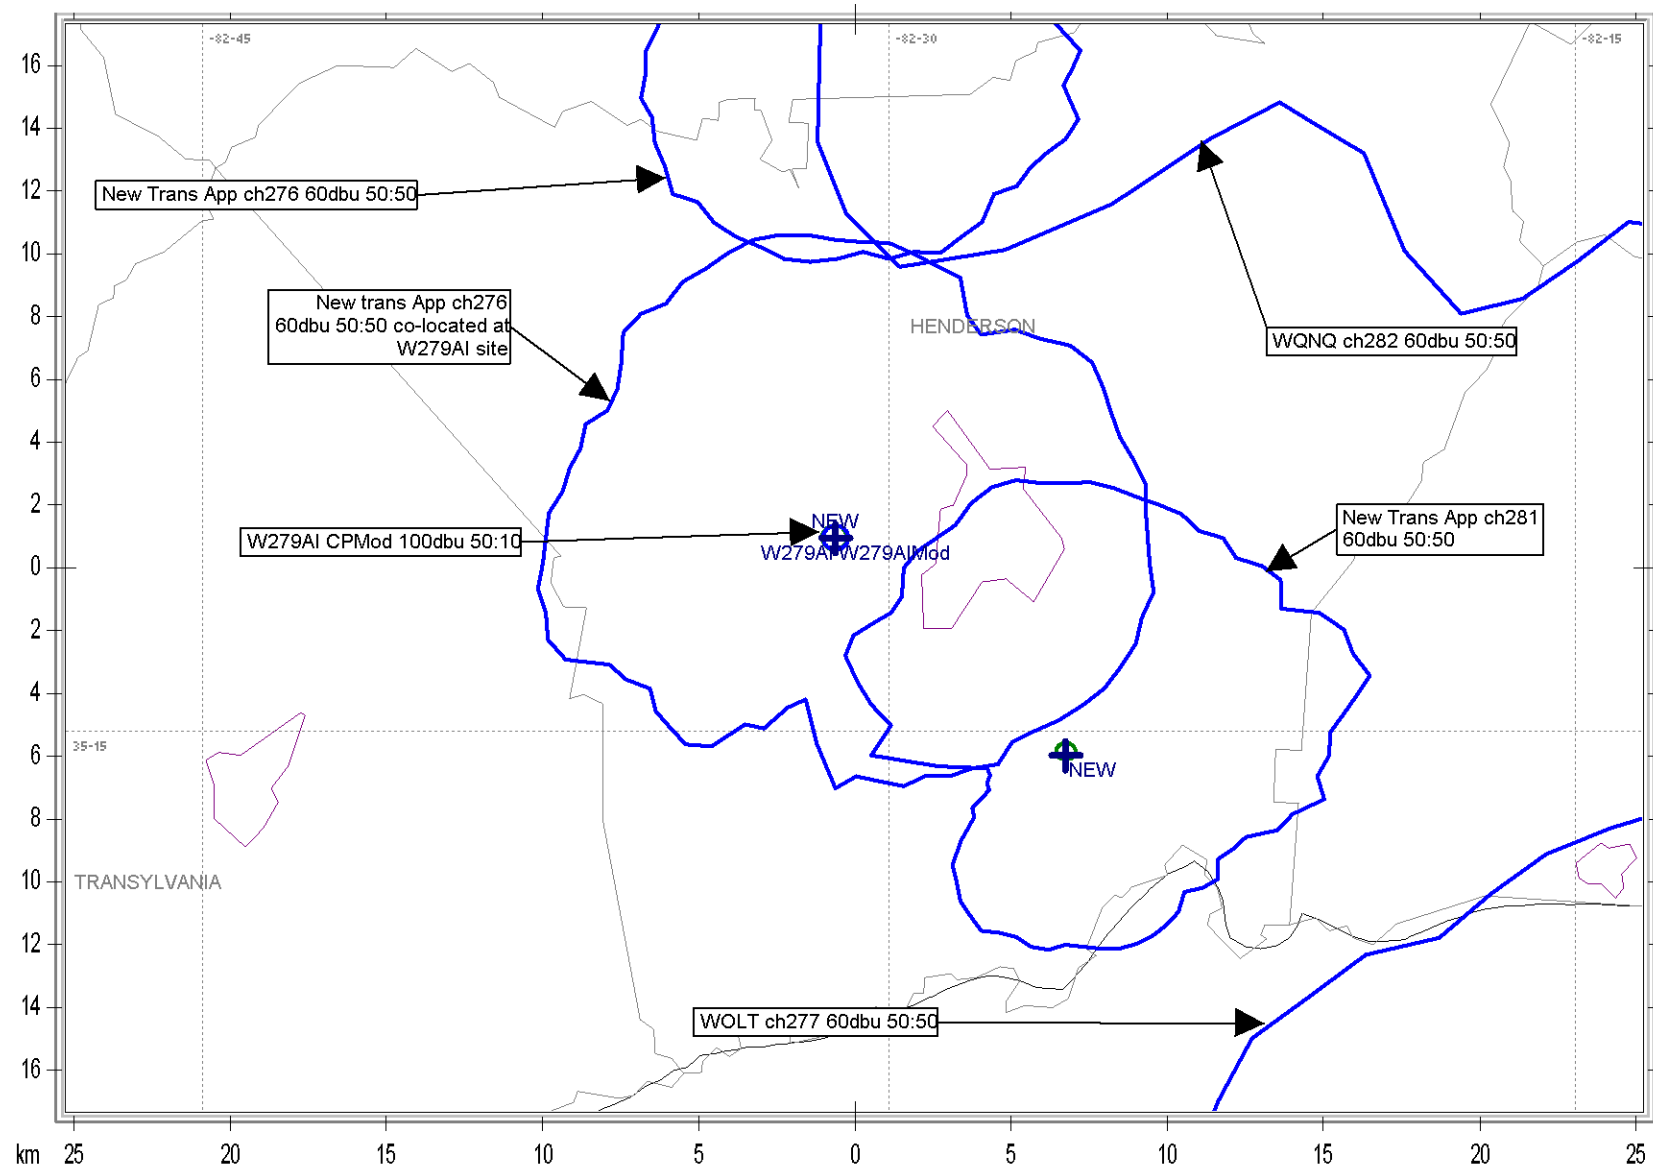 -82-45
-82-30
-82-15
16
14
12
10
8
6
4
2
0
2
4
6
8
10
12
14
16
New Trans App ch276 60dbu 50:50
New trans App ch276
60dbu 50:50 co-located at
W279AI site
HENDERSON
WQNQ ch282 60dbu 50:50
W279AI CPMod 100dbu 50:10
NEW
W279AI W279AIMod
New Trans App ch281
60dbu 50:50
35-15
NEW
TRANSYLVANIA
WOLT ch277 60dbu 50:50
km 25 20 15 10 5 0 5 10 15 20 25